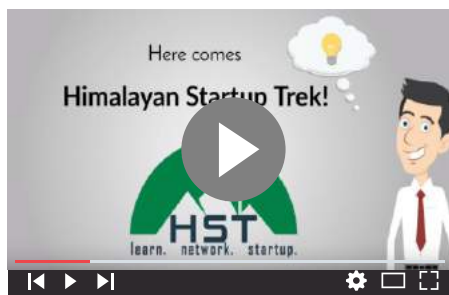 Here comes
Himalayan Startup Trek!
HST
learn. network. startup.